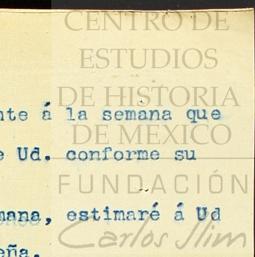 CENTRO DE
ESTUDIOS
DE HISTORIA
nte á la semana que
DE MEXICO
e Ud. conforme su
FUNDACIÓN
mana, estimaré á Ud
Carlos Slim
eña.